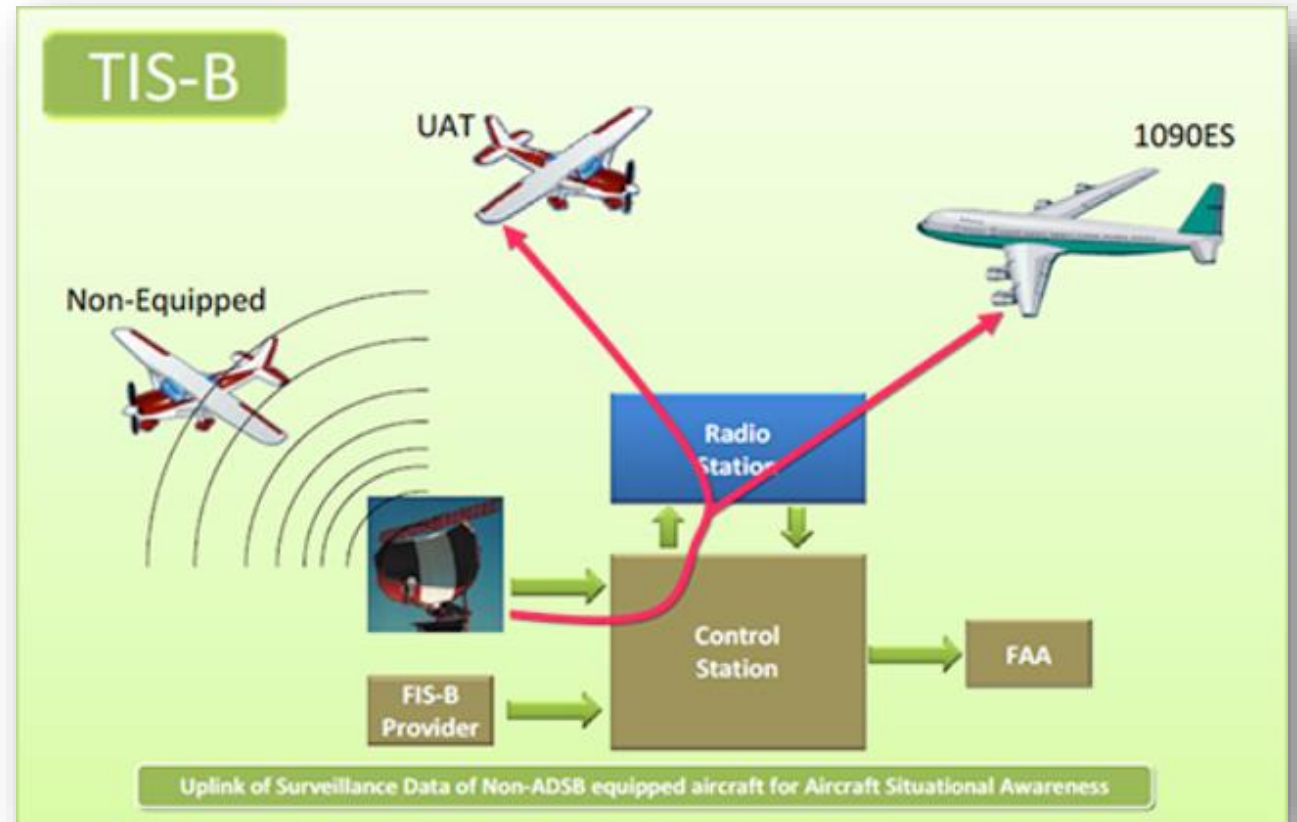 TIS-B
UAT
1090ES
Non-Equipped
Radio
Station
Control
Station
FAA
FIS-B
Provider
Uplink of Surveillance Data of Non-ADSB equipped aircraft for Aircraft Situational Awareness